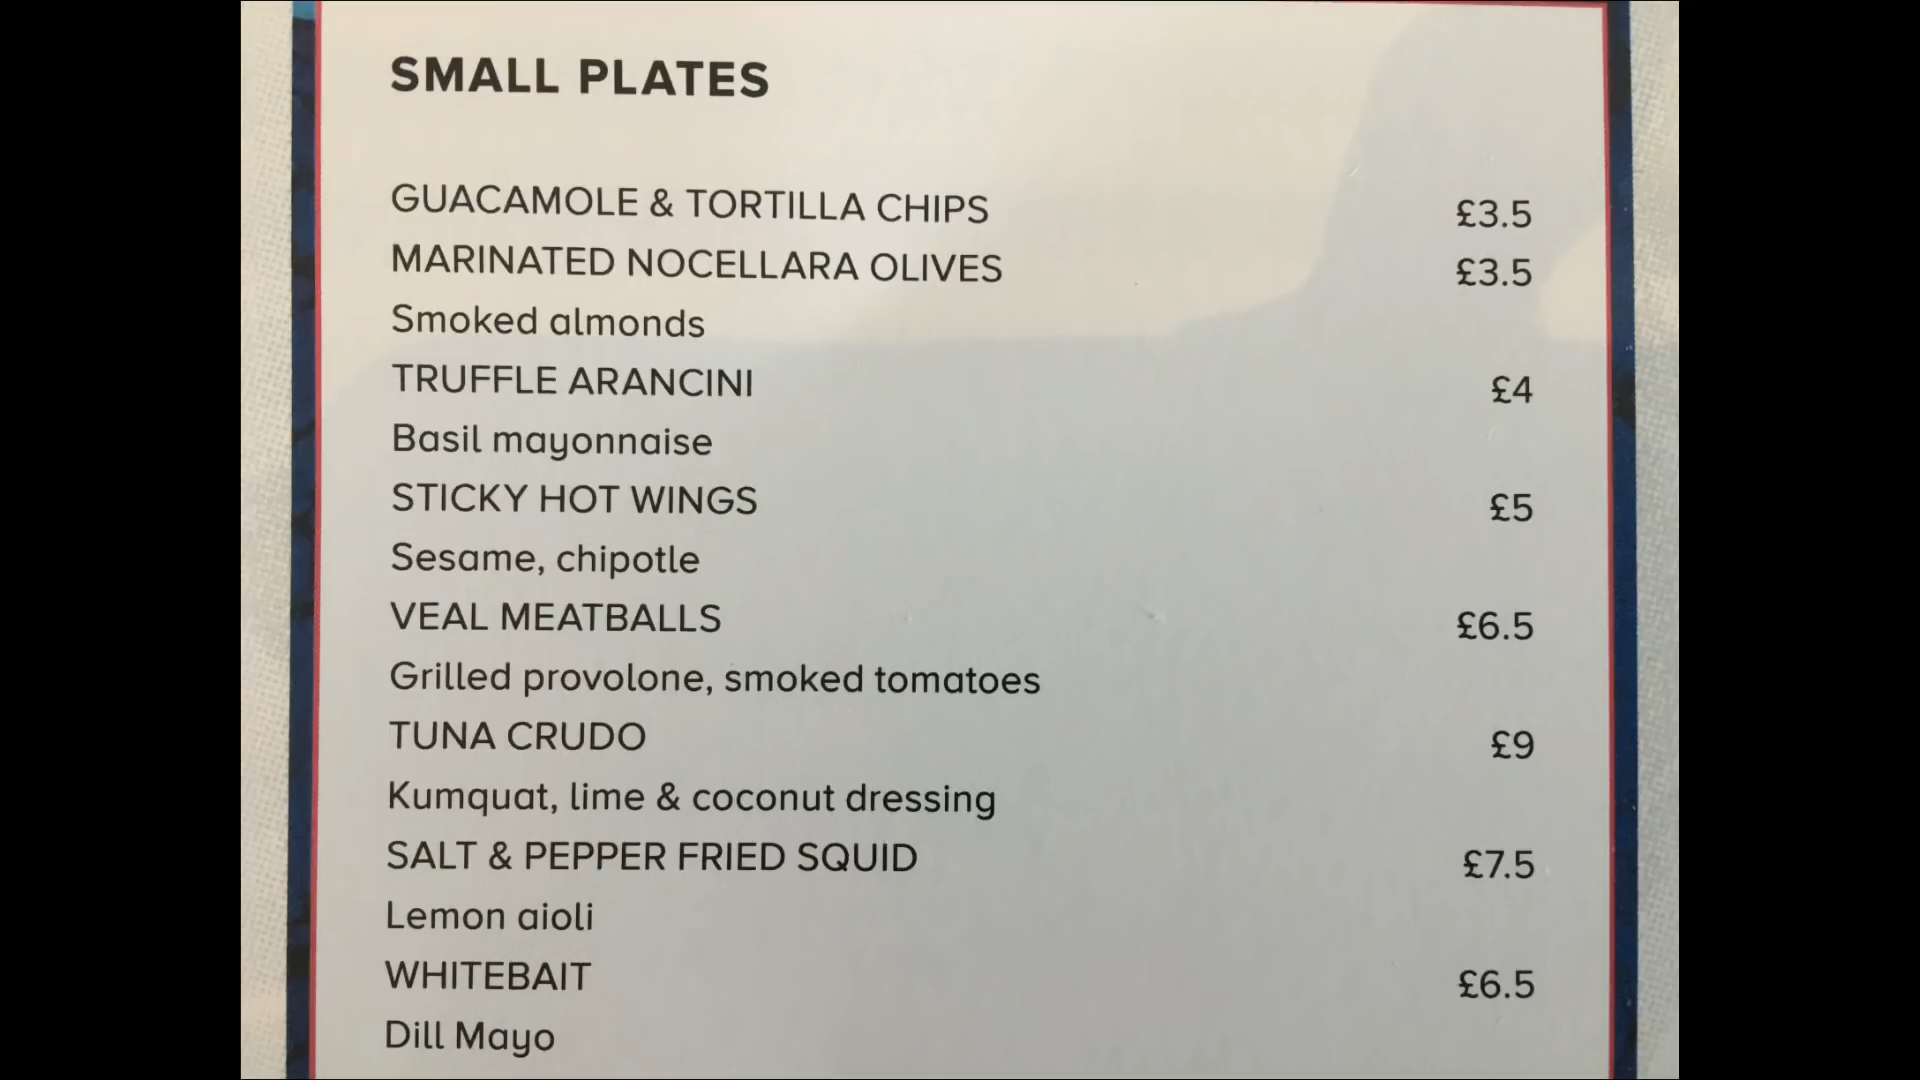 SMALL PLATES
GUACAMOLE & TORTILLA CHIPS £3.5
MARINATED NOCELLARA OLIVES £3.5
Smoked almonds
TRUFFLE ARANCINI £4
Basil mayonnaise
STICKY HOT WINGS £5
Sesame, chipotle
VEAL MEATBALLS £6.5
Grilled provolone, smoked tomatoes
TUNA CRUDO £9
Kumquat, lime & coconut dressing
SALT & PEPPER FRIED SQUID £7.5
Lemon aioli
WHITEBAIT £6.5
Dill Mayo